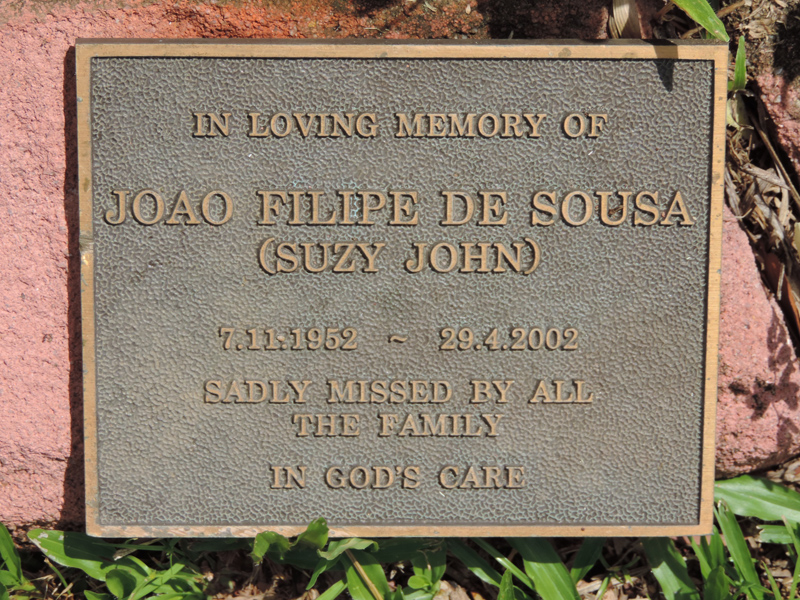 IN LOVING MEMORY OF
JOAO FILIPE DE SOUSA
(SUZY JOHN)
7.11.1952 ~ 29.4.2002
SADLY MISSED BY ALL
THE FAMILY
IN GOD'S CARE